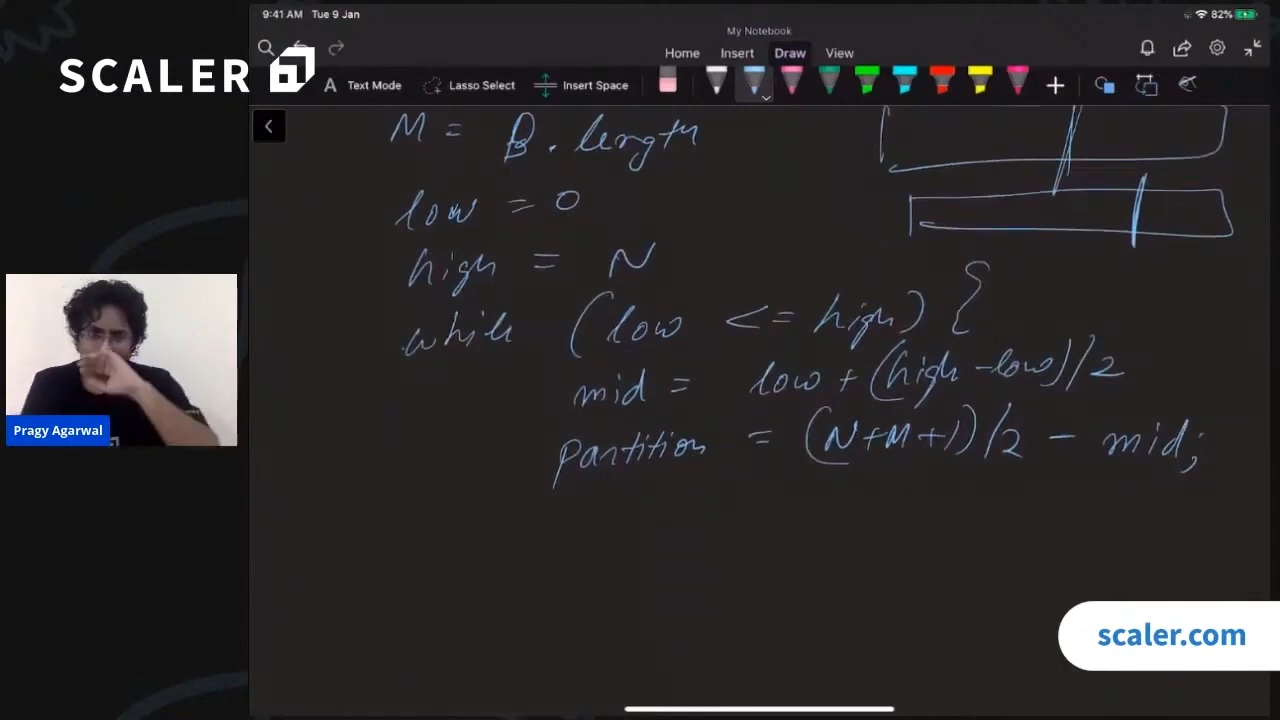 9:41 AM Tue 9 Jan
82%
My Notebook
Home Insert Draw View
SCALER
Text Mode Lasso Select Insert Space
M = B.length
low = 0
high = N
while (low <= high) {
mid = low + (high - low)/2
partition = (N+M+1)/2 - mid;
Pragy Agarwal
scaler.com